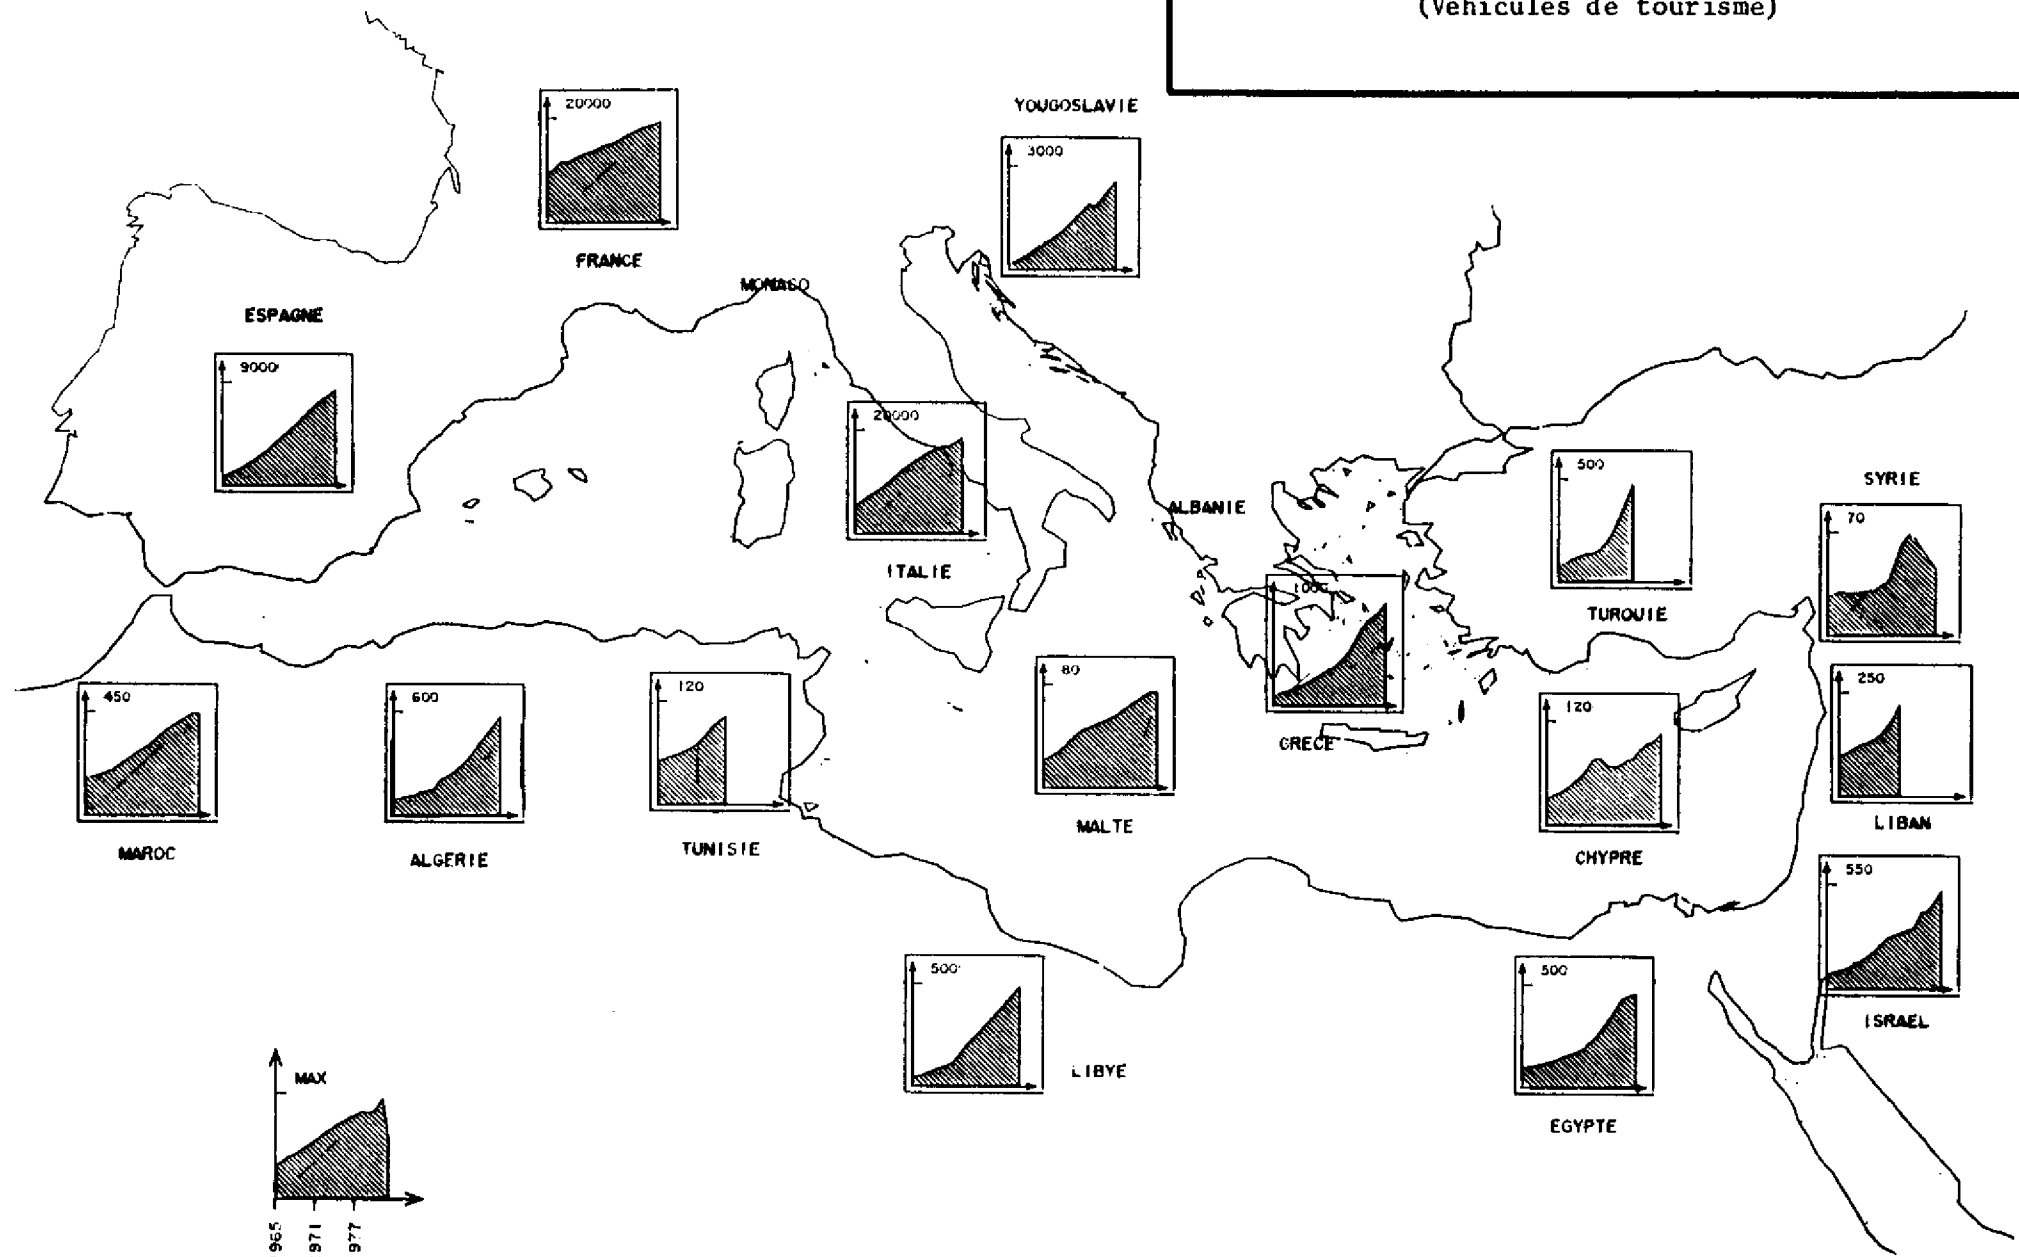 (Véhicules de tourisme)
20000
FRANCE
YOUGOSLAVIE
3000
MONACO
ESPAGNE
9000
20000
ITALIE
ALBANIE
1000
GRECE
500
TURQUIE
SYRIE
70
250
LIBAN
450
MAROC
600
ALGERIE
120
TUNISIE
80
MALTE
120
CHYPRE
550
ISRAEL
500
LIBYE
500
EGYPTE
MAX
965
971
977